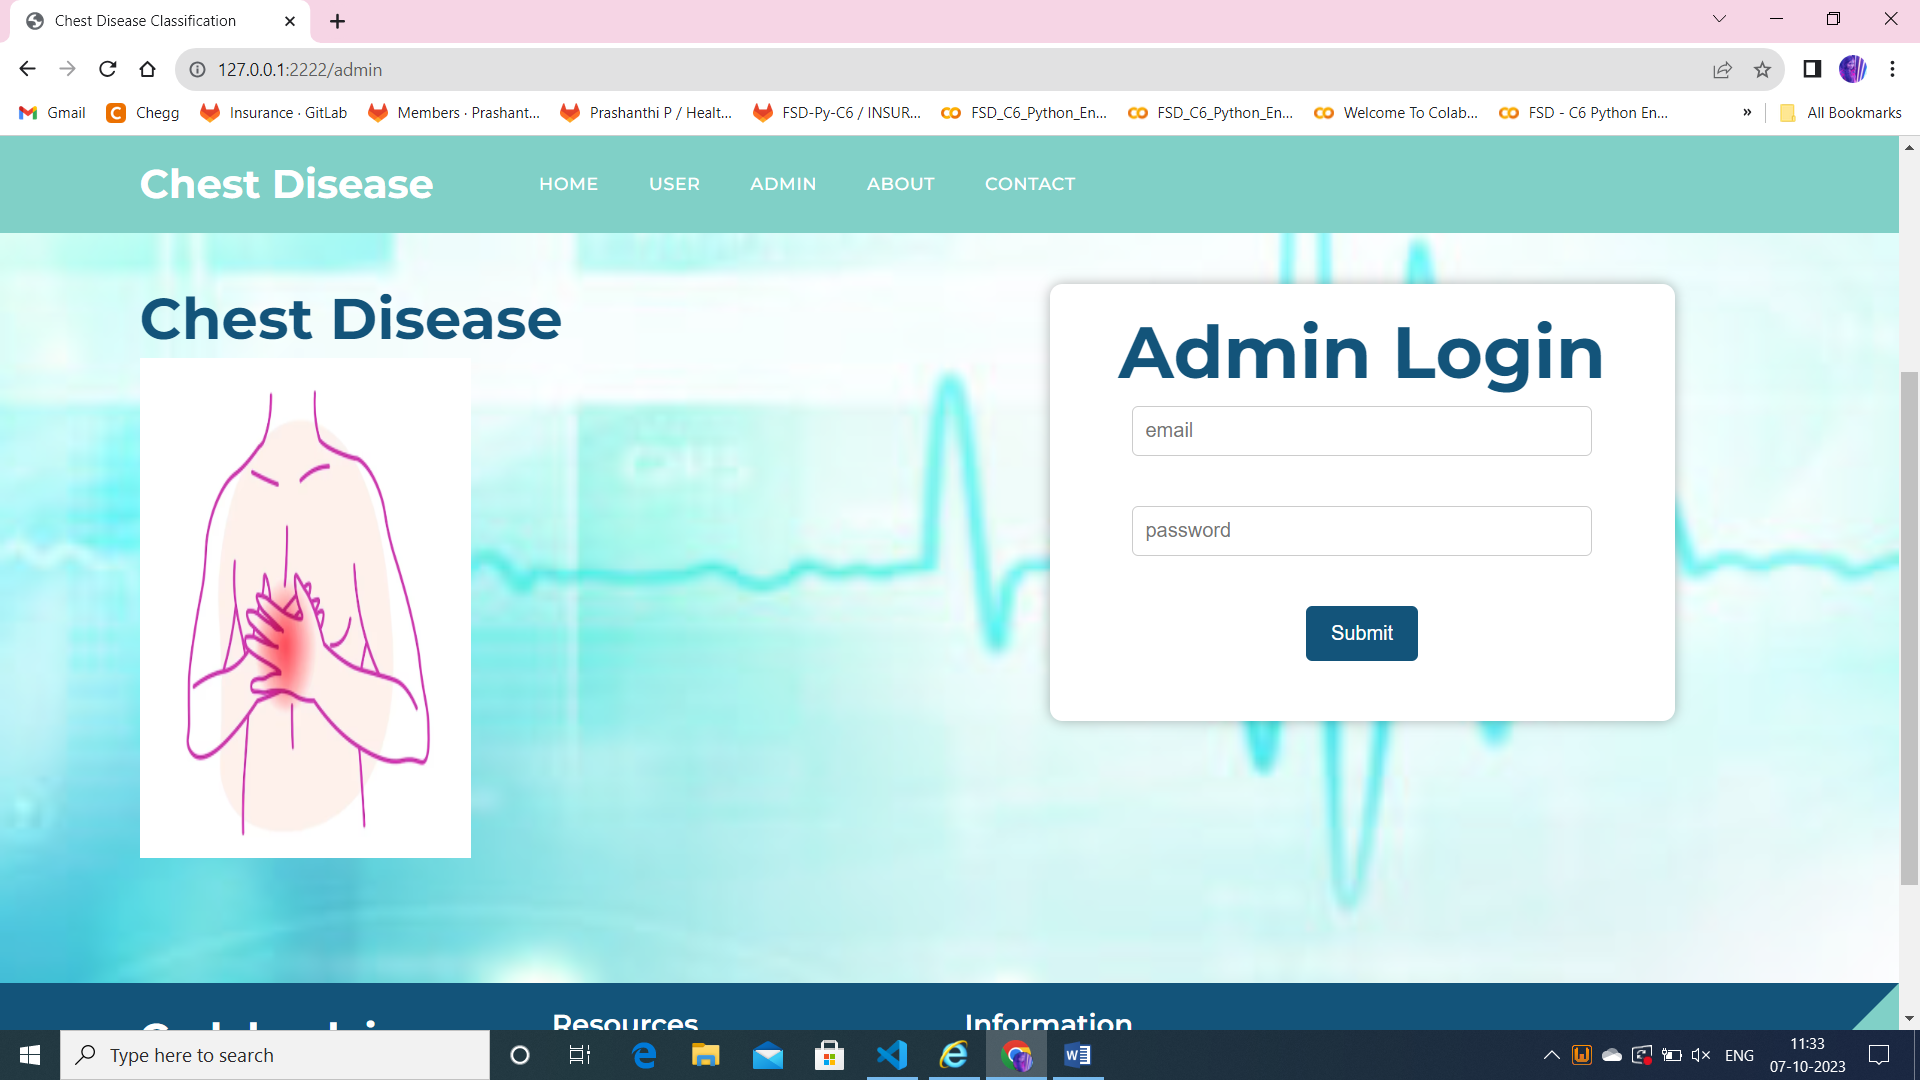 Chest Disease Classification
127.0.0.1:2222/admin
Gmail
Chegg
Insurance · GitLab
Members · Prashant...
Prashanthi P / Healt...
FSD-Py-C6 / INSUR...
FSD_C6_Python_En...
FSD_C6_Python_En...
Welcome To Colab...
FSD - C6 Python En...
»
All Bookmarks
Chest Disease
HOME
USER
ADMIN
ABOUT
CONTACT
Chest Disease
Admin Login
email
password
Submit
Resources
Information
Type here to search
ENG
11:33
07-10-2023